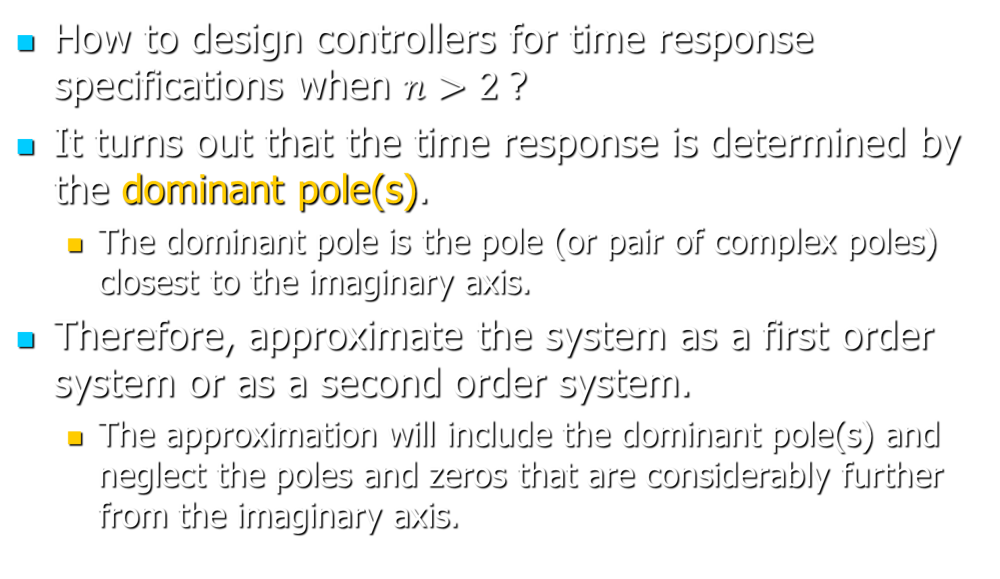 How to design controllers for time response
specifications when n > 2 ?
It turns out that the time response is determined by
the dominant pole(s).
The dominant pole is the pole (or pair of complex poles)
closest to the imaginary axis.
Therefore, approximate the system as a first order
system or as a second order system.
The approximation will include the dominant pole(s) and
neglect the poles and zeros that are considerably further
from the imaginary axis.